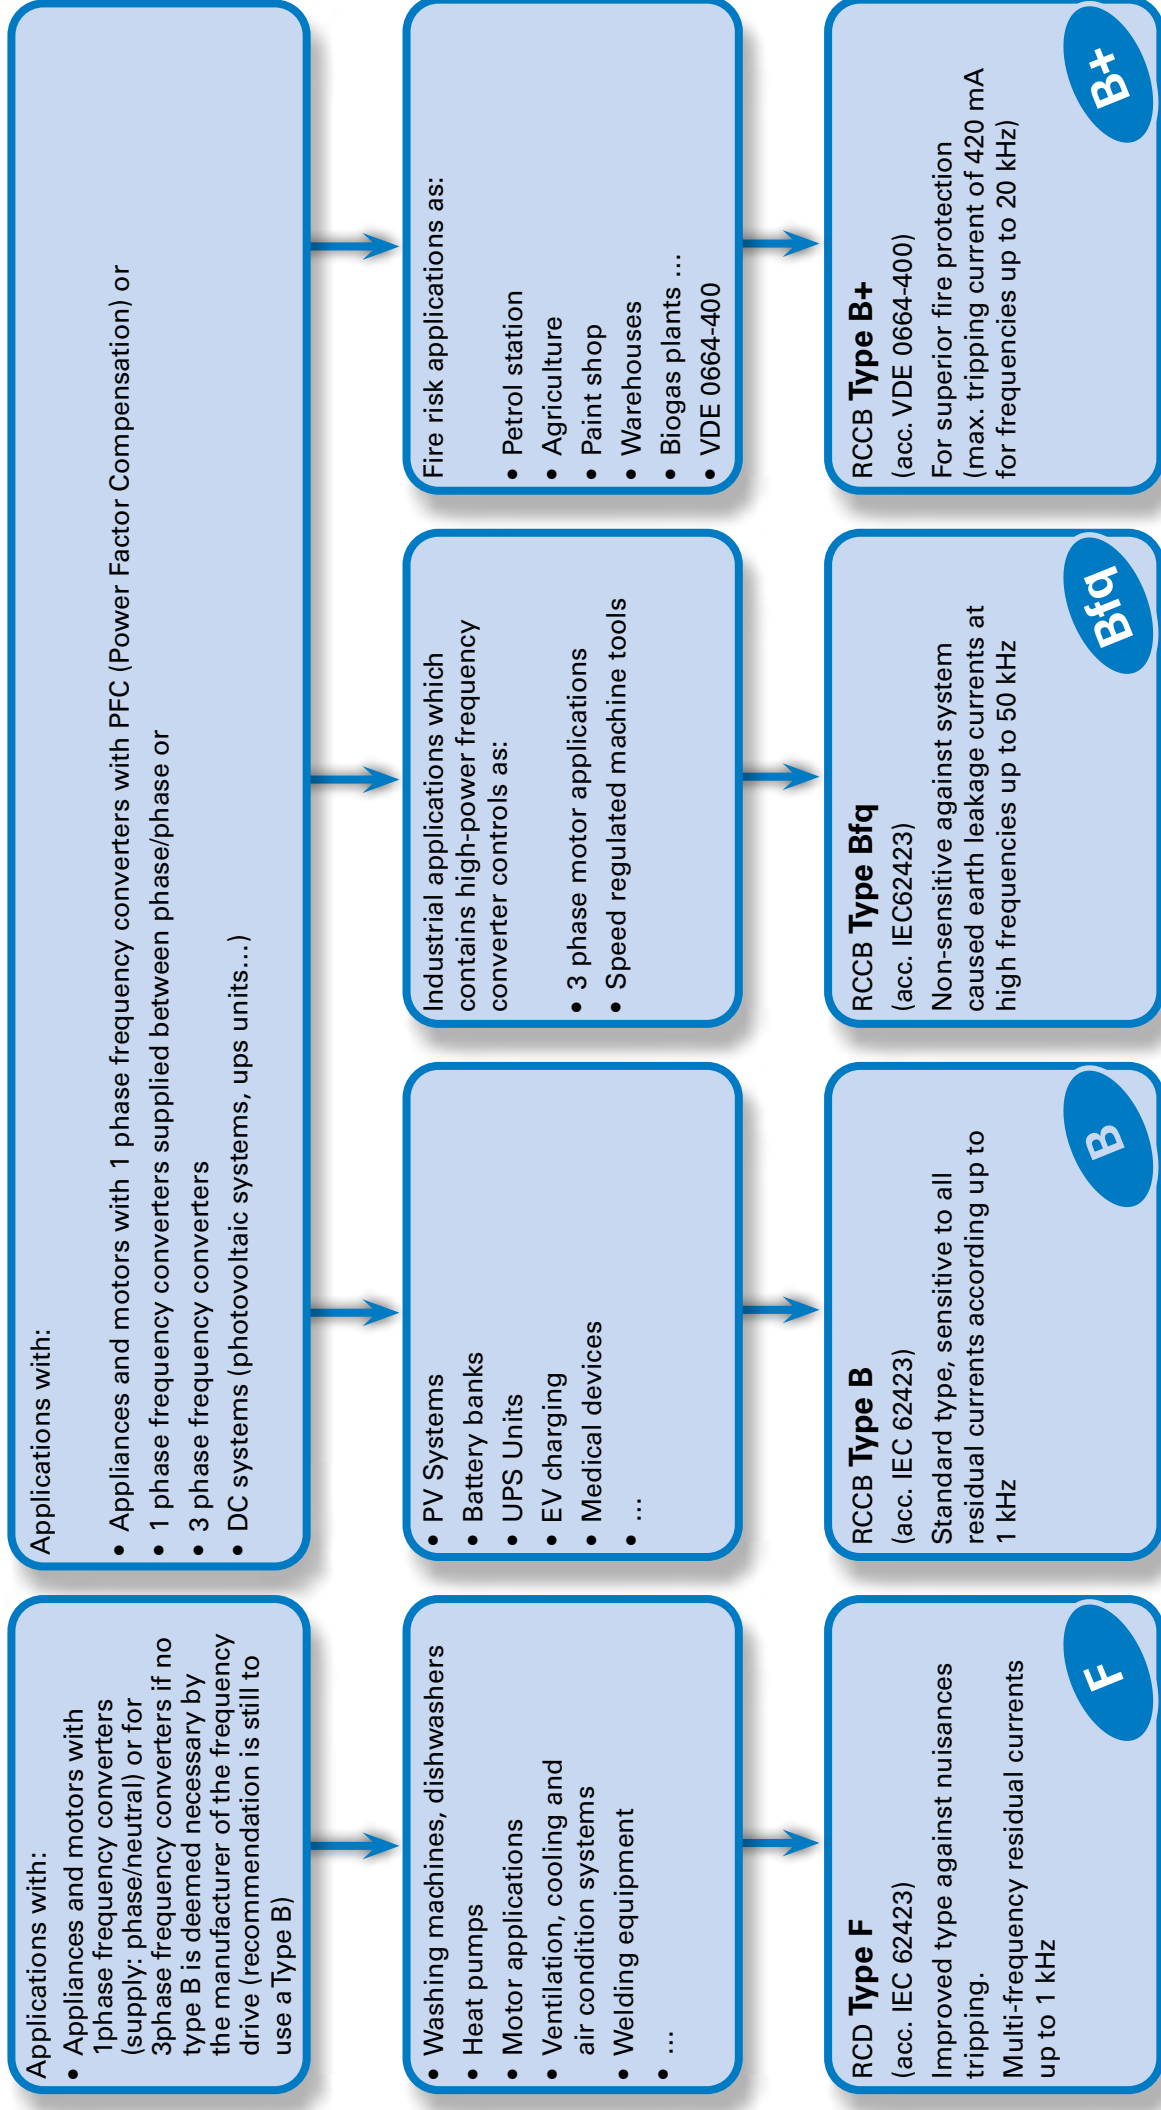 Applications with:
• Appliances and motors with
1phase frequency converters
(supply: phase/neutral) or for
3phase frequency converters if no
type B is deemed necessary by
the manufacturer of the frequency
drive (recommendation is still to
use a Type B)
Applications with:
• Appliances and motors with 1 phase frequency converters with PFC (Power Factor Compensation) or
• 1 phase frequency converters supplied between phase/phase or
• 3 phase frequency converters
• DC systems (photovoltaic systems, ups units…)
• Washing machines, dishwashers
• Heat pumps
• Motor applications
• Ventilation, cooling and
air condition systems
• Welding equipment
• …
• PV Systems
• Battery banks
• UPS Units
• EV charging
• Medical devices
• …
Industrial applications which
contains high-power frequency
converter controls as:
• 3 phase motor applications
• Speed regulated machine tools
Fire risk applications as:
• Petrol station
• Agriculture
• Paint shop
• Warehouses
• Biogas plants …
• VDE 0664-400
RCD Type F
(acc. IEC 62423)
Improved type against nuisances
tripping.
Multi-frequency residual currents
up to 1 kHz
F
RCCB Type B
(acc. IEC 62423)
Standard type, sensitive to all
residual currents according up to
1 kHz
B
RCCB Type Bfq
(acc. IEC62423)
Non-sensitive against system
caused earth leakage currents at
high frequencies up to 50 kHz
Bfq
RCCB Type B+
(acc. VDE 0664-400)
For superior fire protection
(max. tripping current of 420 mA
for frequencies up to 20 kHz)
B+